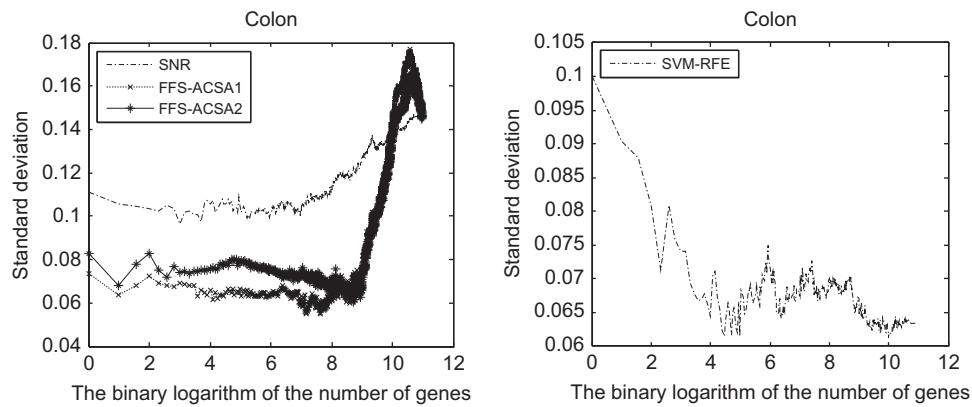 Colon
0.18
0.16
0.14
0.12
0.1
0.08
0.06
0.04
Standard deviation
SNR
FFS-ACSA1
FFS-ACSA2
0 2 4 6 8 10 12
The binary logarithm of the number of genes
Colon
0.105
0.1
0.095
0.09
0.085
0.08
0.075
0.07
0.065
0.06
Standard deviation
SVM-RFE
0 2 4 6 8 10 12
The binary logarithm of the number of genes